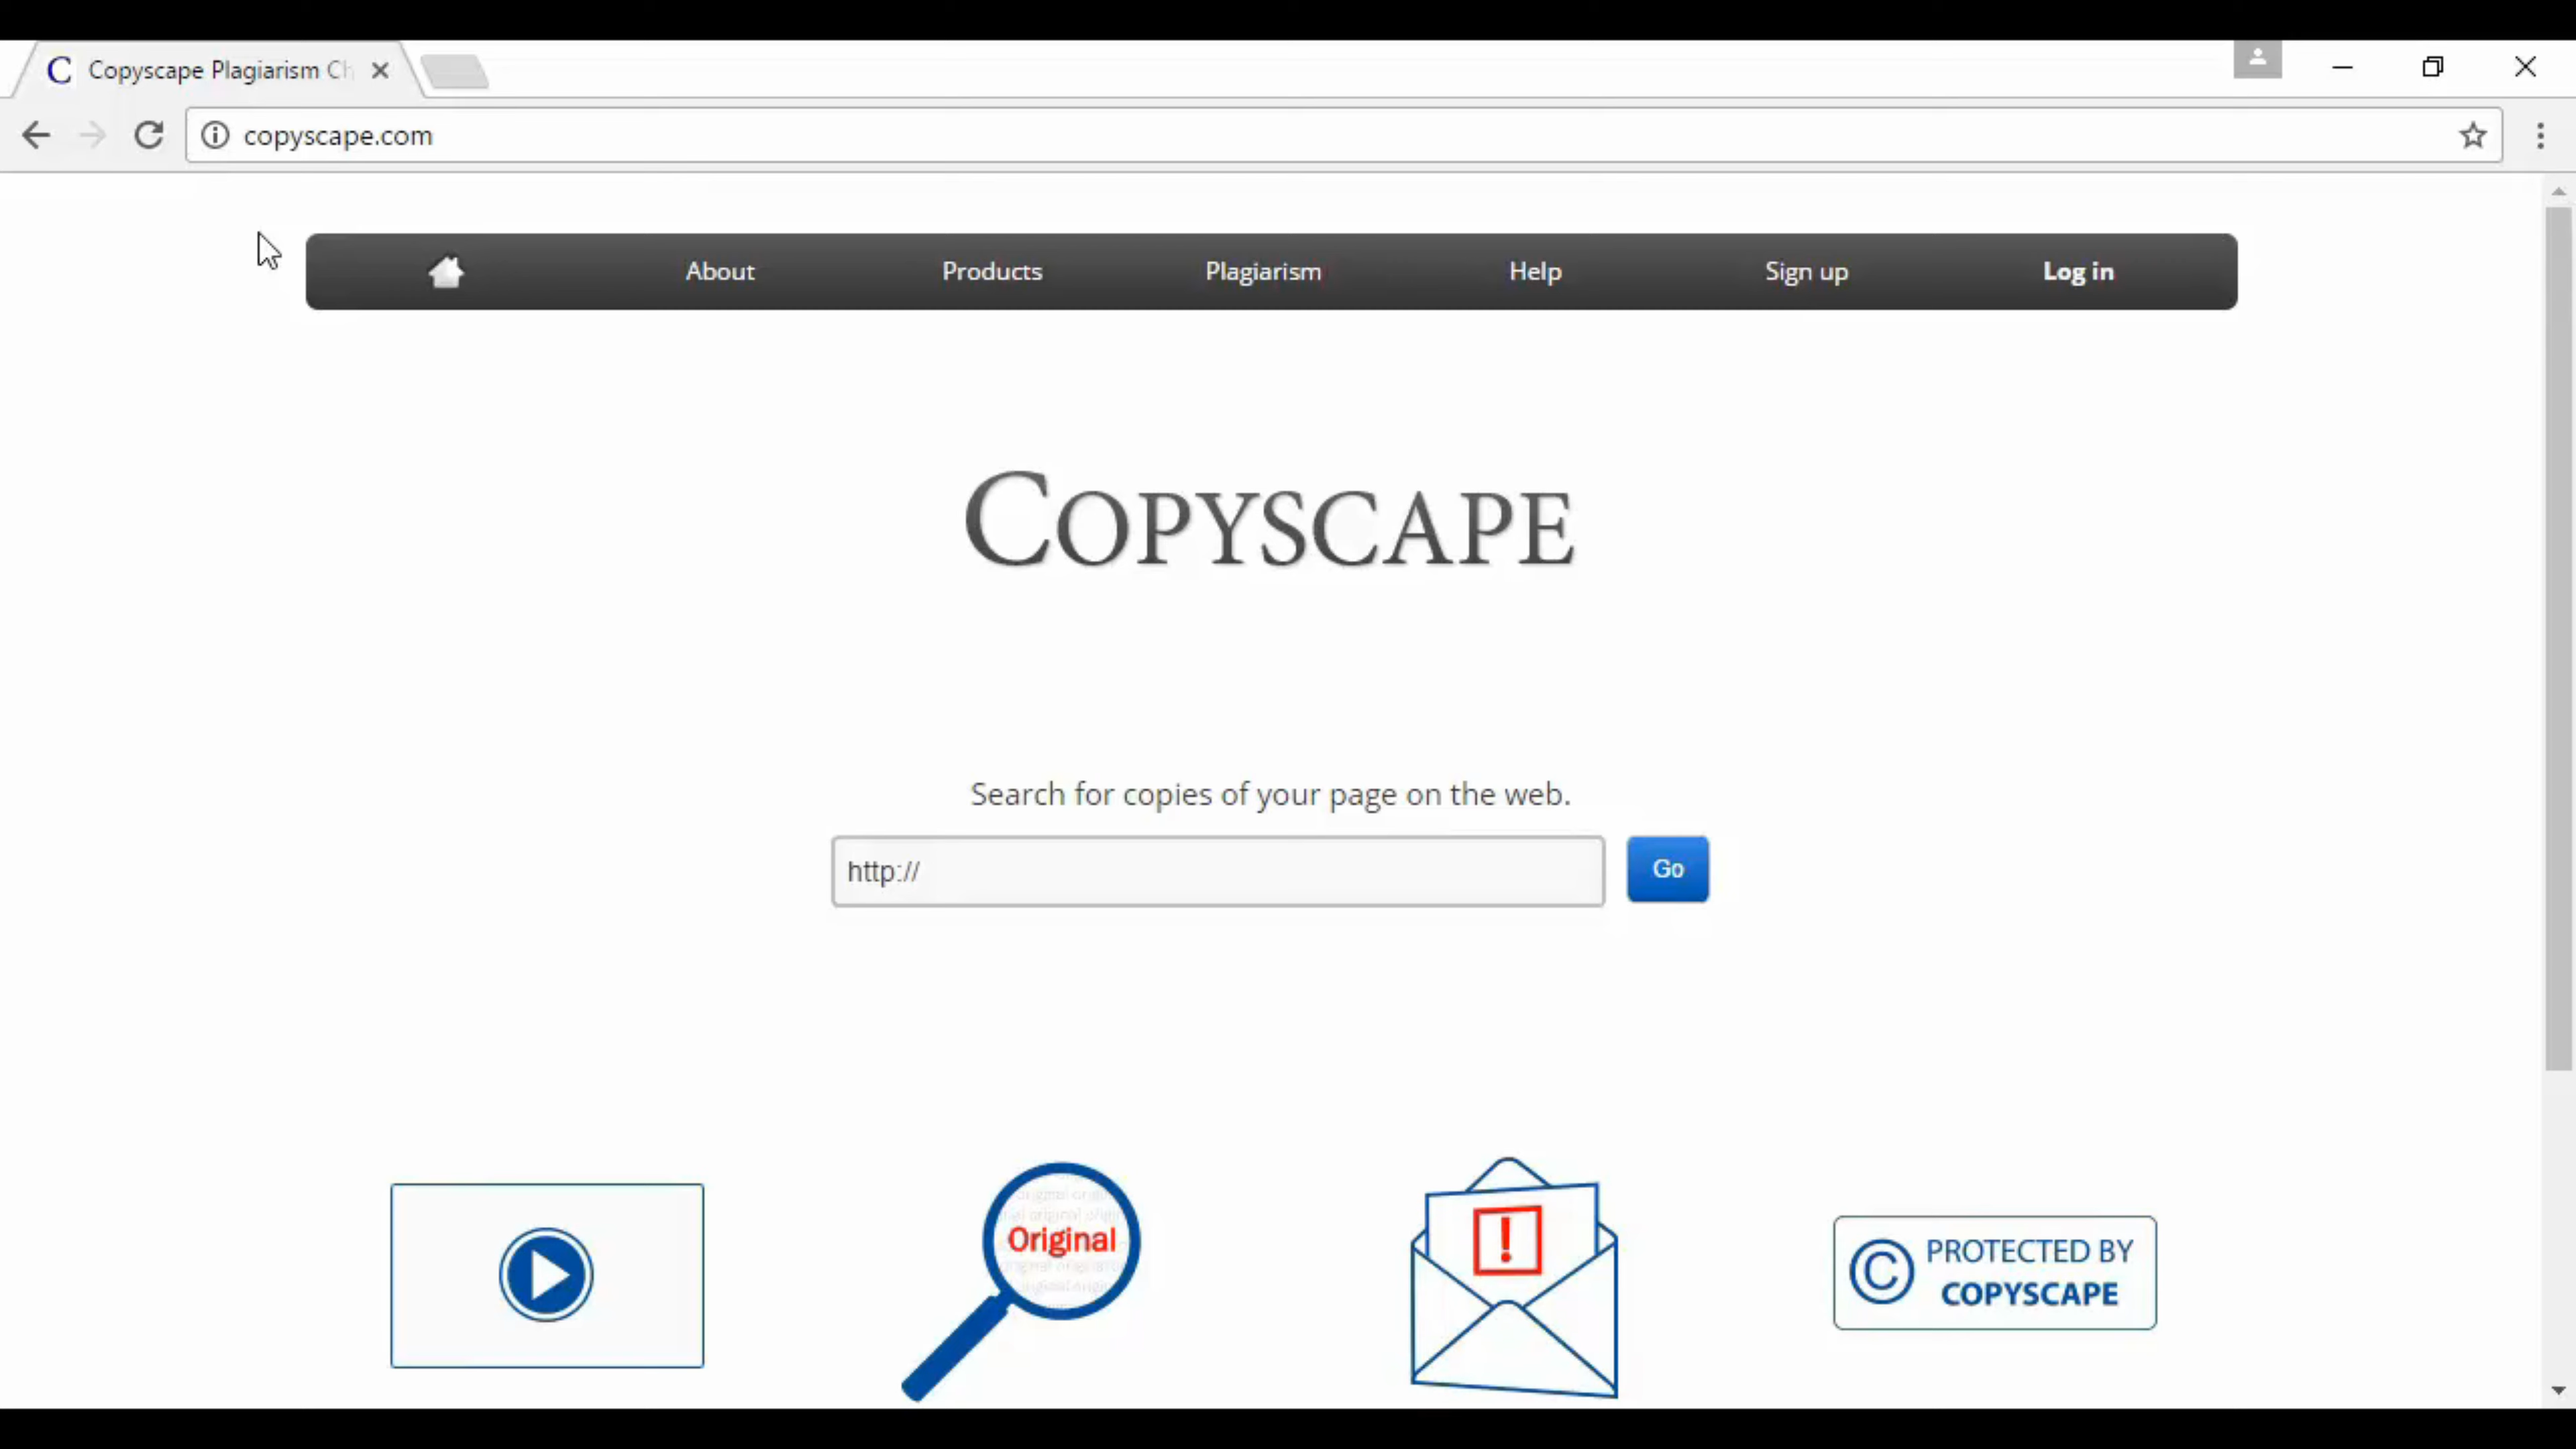 Copyscape Plagiarism Ch
copyscape.com
About Products Plagiarism Help Sign up Log in
COPYSCAPE
Search for copies of your page on the web.
http:// Go
Original
!
© PROTECTED BY
COPYSCAPE